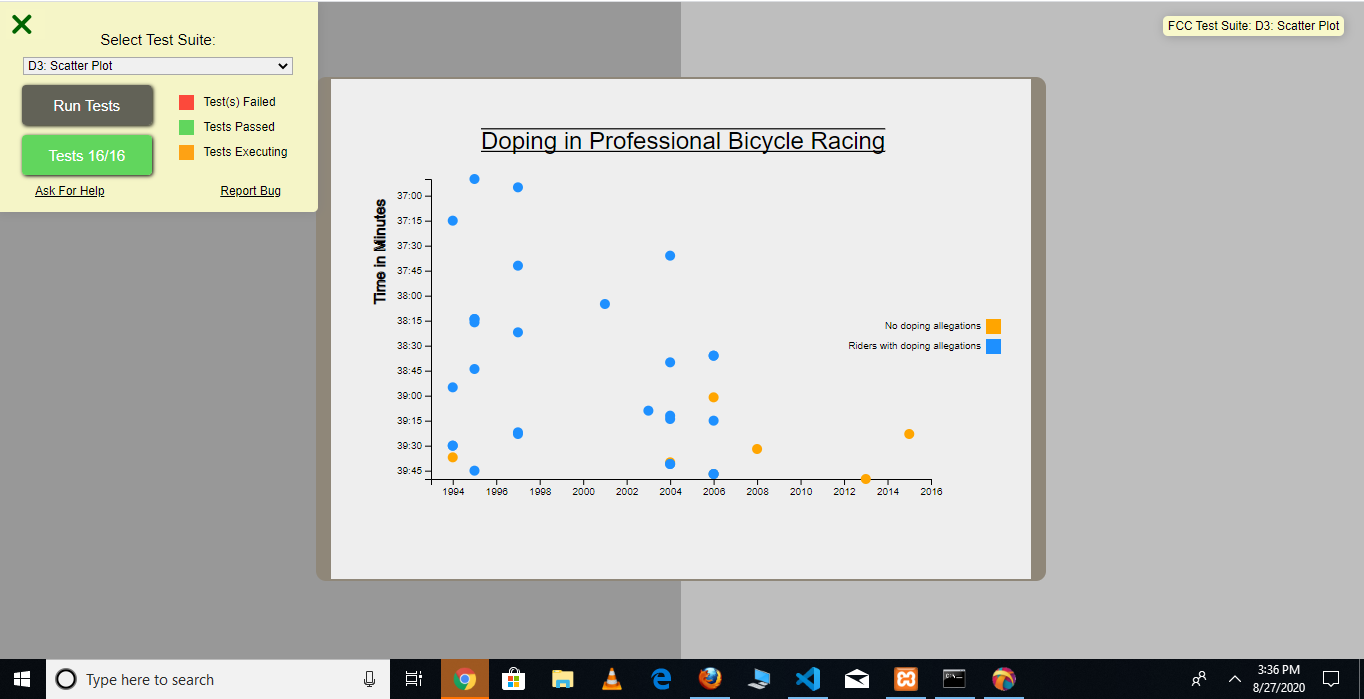 Select Test Suite:
D3: Scatter Plot
Run Tests
Tests 16/16
Test(s) Failed
Tests Passed
Tests Executing
Ask For Help
Report Bug
FCC Test Suite: D3: Scatter Plot
Doping in Professional Bicycle Racing
Time in Minutes
37:00
37:15
37:30
37:45
38:00
38:15
38:30
38:45
39:00
39:15
39:30
39:45
1994 1996 1998 2000 2002 2004 2006 2008 2010 2012 2014 2016
No doping allegations
Riders with doping allegations
Type here to search
3:36 PM
8/27/2020